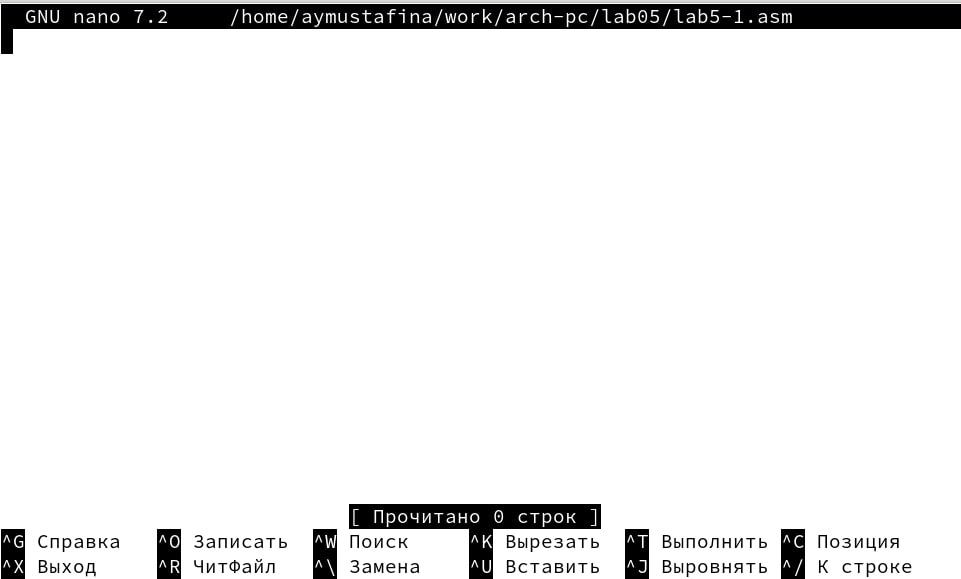 GNU nano 7.2 /home/aymustafina/work/arch-pc/lab05/lab5-1.asm
[ Прочитано 0 строк ]
^G Справка ^O Записать ^W Поиск ^K Вырезать ^T Выполнить ^C Позиция
^X Выход ^R ЧитФайл ^\ Замена ^U Вставить ^J Выровнять ^/ К строке